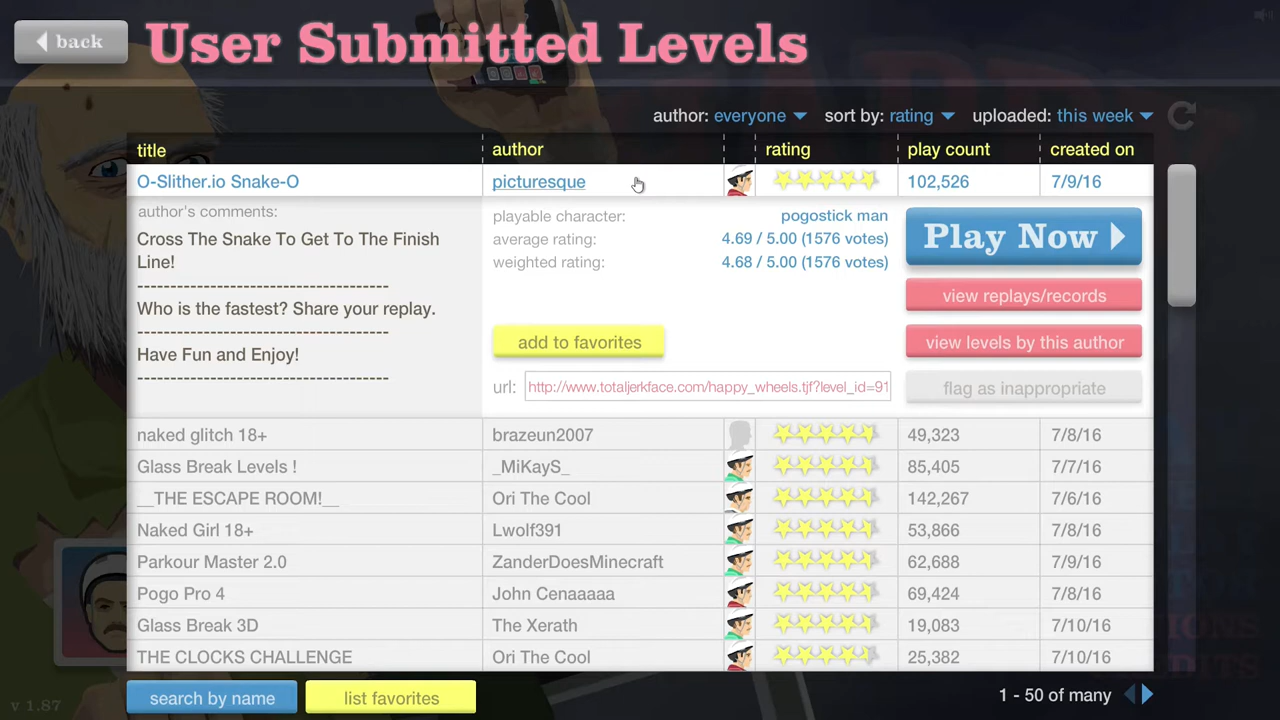 back
User Submitted Levels
author: everyone sort by: rating uploaded: this week
title author rating play count created on
O-Slither.io Snake-O picturesque 102,526 7/9/16
author's comments:
Cross The Snake To Get To The Finish
Line!
-------------------------------------
Who is the fastest? Share your replay.
-------------------------------------
Have Fun and Enjoy!
-------------------------------------
playable character: pogostick man
average rating: 4.69 / 5.00 (1576 votes)
weighted rating: 4.68 / 5.00 (1576 votes)
add to favorites
url: http://www.totaljerkface.com/happy_wheels.tjf?level_id=91
Play Now
view replays/records
view levels by this author
flag as inappropriate
naked glitch 18+ brazeun2007 49,323 7/8/16
Glass Break Levels ! _MiKayS_ 85,405 7/7/16
__THE ESCAPE ROOM!__ Ori The Cool 142,267 7/6/16
Naked Girl 18+ Lwolf391 53,866 7/8/16
Parkour Master 2.0 ZanderDoesMinecraft 62,688 7/9/16
Pogo Pro 4 John Cenaaaaa 69,424 7/8/16
Glass Break 3D The Xerath 19,083 7/10/16
THE CLOCKS CHALLENGE Ori The Cool 25,382 7/10/16
search by name list favorites 1 - 50 of many
v 1.87